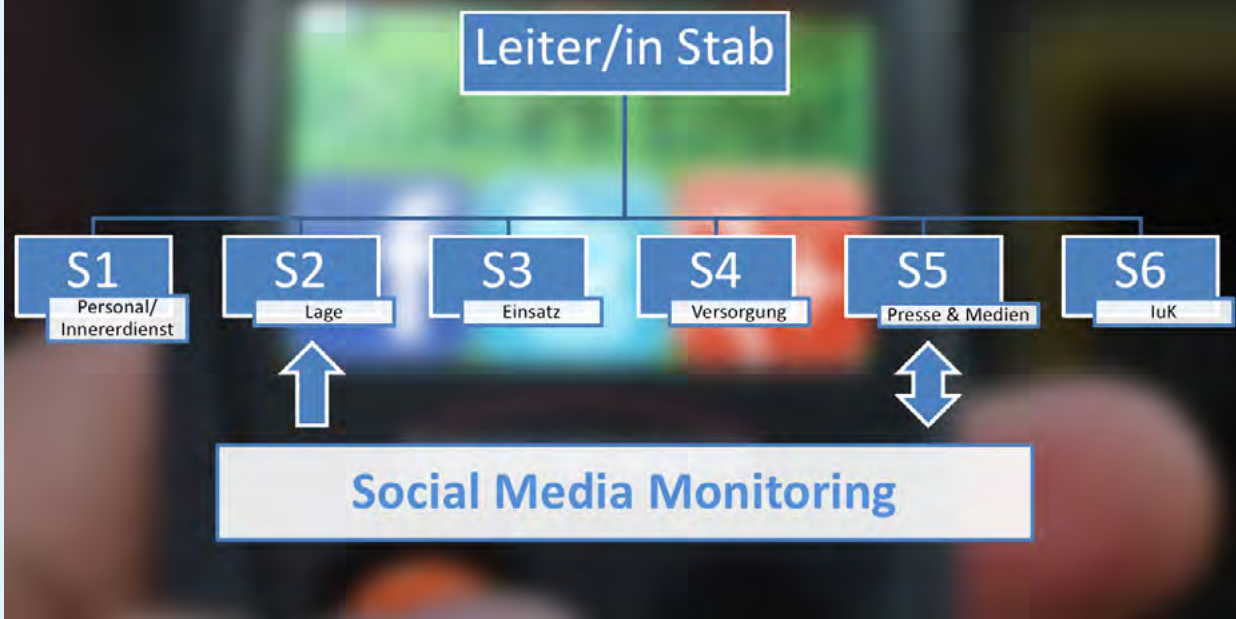 Leiter/in Stab
S1
Personal/
Innererdienst
S2
Lage
S3
Einsatz
S4
Versorgung
S5
Presse & Medien
S6
IuK
Social Media Monitoring